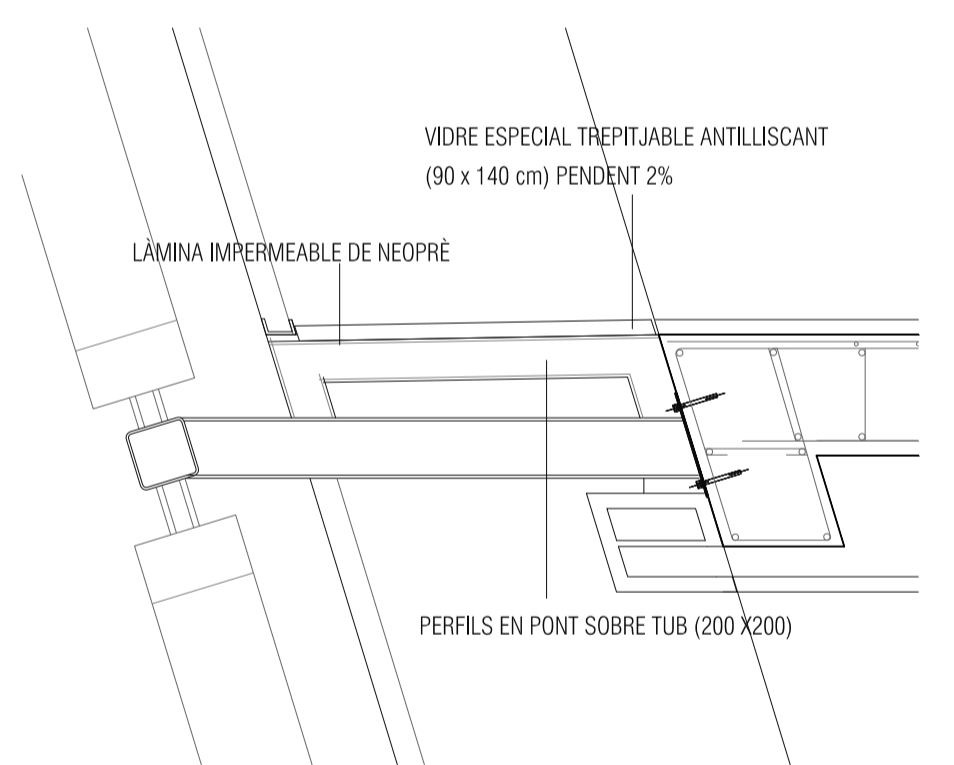 VIDRE ESPECIAL TREPITJABLE ANTILLISCANT
(90 x 140 cm) PENDENT 2%
LÀMINA IMPERMEABLE DE NEOPRÈ
PERFILS EN PONT SOBRE TUB (200 X200)